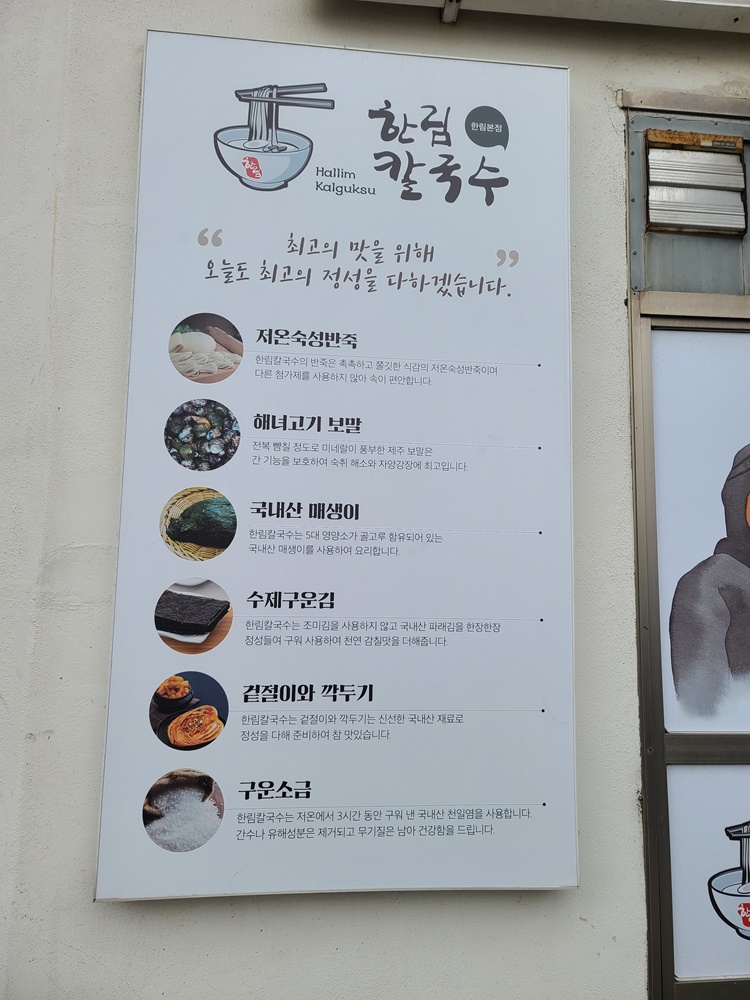 한림
한림본점
칼국수
Hallim
Kalguksu
한림
“ 최고의 맛을 위해
오늘도 최고의 정성을 다하겠습니다. ”
저온숙성반죽
한림칼국수의 반죽은 촉촉하고 쫄깃한 식감의 저온숙성반죽이며
다른 첨가제를 사용하지 않아 속이 편안합니다.
해녀고기 보말
전복 뺨칠 정도로 미네랄이 풍부한 제주 보말은
간 기능을 보호하여 숙취 해소와 자양강장에 최고입니다.
국내산 매생이
한림칼국수는 5대 영양소가 골고루 함유되어 있는
국내산 매생이를 사용하여 요리합니다.
수제구운김
한림칼국수는 조미김을 사용하지 않고 국내산 파래김을 한장한장
정성들여 구워 사용하여 천연 감칠맛을 더해줍니다.
겉절이와 깍두기
한림칼국수는 겉절이와 깍두기는 신선한 국내산 재료로
정성을 다해 준비하여 참 맛있습니다.
구운소금
한림칼국수는 저온에서 3시간 동안 구워 낸 국내산 천일염을 사용합니다.
간수나 유해성분은 제거되고 무기질은 남아 건강함을 드립니다.